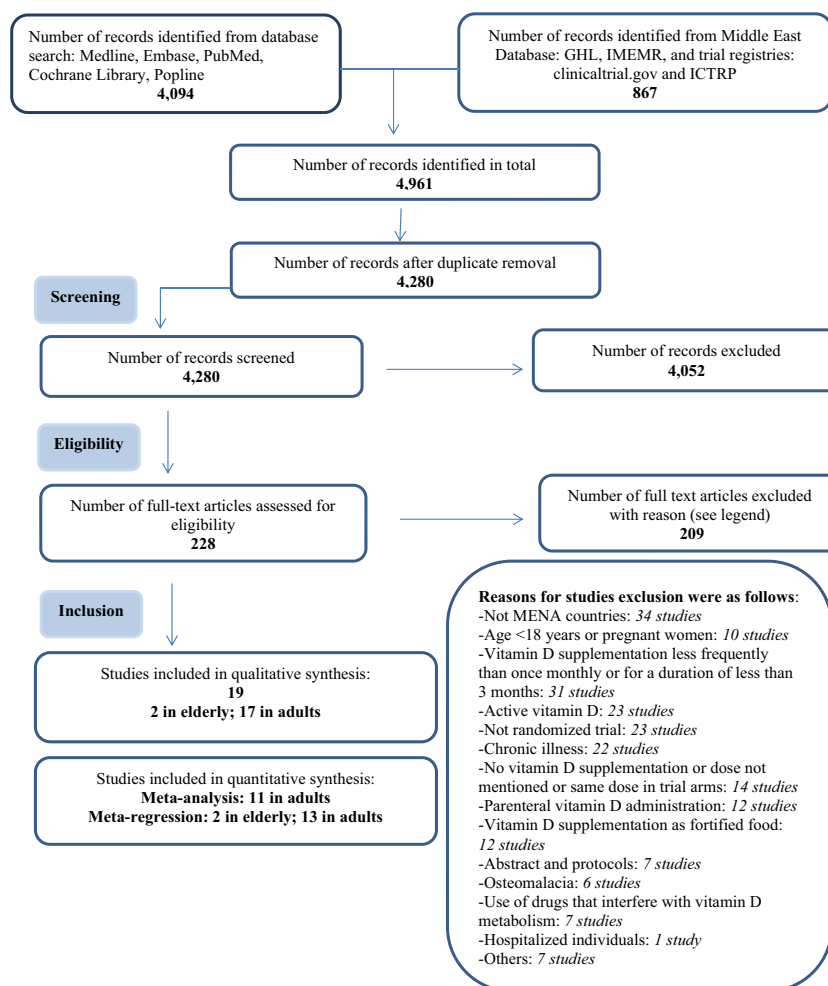 Number of records identified from database
search: Medline, Embase, PubMed,
Cochrane Library, Popline
4,094
Number of records identified from Middle East
Database: GHL, IMEMR, and trial registries:
clinicaltrial.gov and ICTRP
867
Number of records identified in total
4,961
Number of records after duplicate removal
4,280
Screening
Number of records screened
4,280
Number of records excluded
4,052
Eligibility
Number of full-text articles assessed for
eligibility
228
Number of full text articles excluded
with reason (see legend)
209
Inclusion
Studies included in qualitative synthesis:
19
2 in elderly; 17 in adults
Studies included in quantitative synthesis:
Meta-analysis: 11 in adults
Meta-regression: 2 in elderly; 13 in adults
Reasons for studies exclusion were as follows:
-Not MENA countries: 34 studies
-Age <18 years or pregnant women: 10 studies
-Vitamin D supplementation less frequently
than once monthly or for a duration of less than
3 months: 31 studies
-Active vitamin D: 23 studies
-Not randomized trial: 23 studies
-Chronic illness: 22 studies
-No vitamin D supplementation or dose not
mentioned or same dose in trial arms: 14 studies
-Parenteral vitamin D administration: 12 studies
-Vitamin D supplementation as fortified food:
12 studies
-Abstract and protocols: 7 studies
-Osteomalacia: 6 studies
-Use of drugs that interfere with vitamin D
metabolism: 7 studies
-Hospitalized individuals: 1 study
-Others: 7 studies